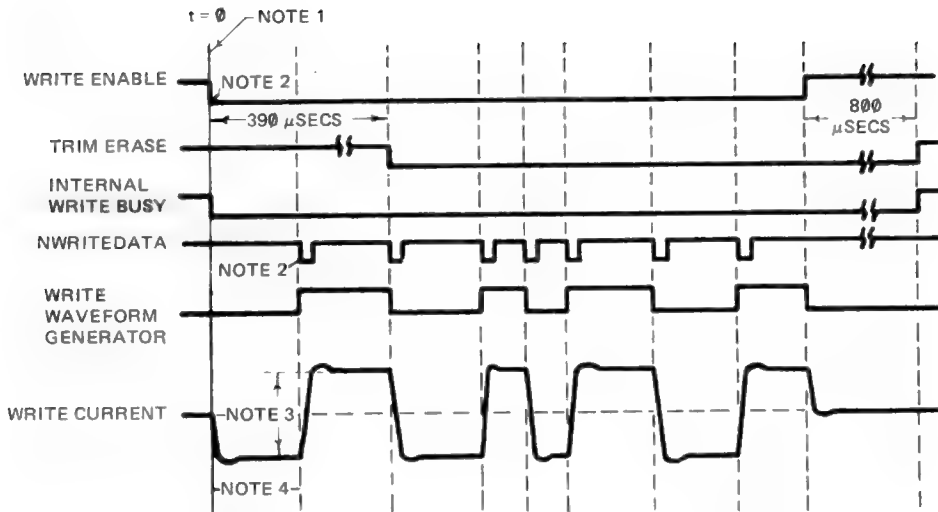 t = 0 NOTE 1
WRITE ENABLE
NOTE 2
390 μSECS
800
μSECS
TRIM ERASE
INTERNAL
WRITE BUSY
NWRITEDATA
NOTE 2
WRITE
WAVEFORM
GENERATOR
WRITE CURRENT
NOTE 3
NOTE 4